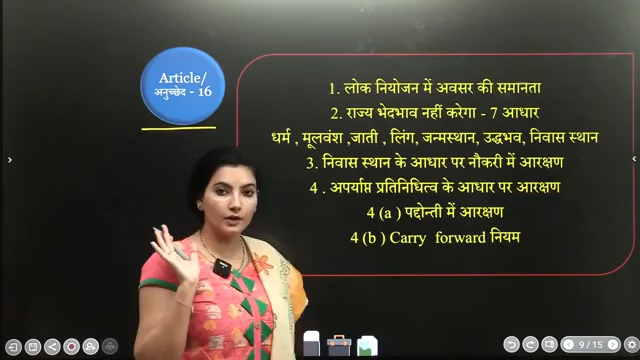 Article/
अनुच्छेद - 16
1. लोक नियोजन में अवसर की समानता
2. राज्य भेदभाव नहीं करेगा - 7 आधार
धर्म , मूलवंश ,जाती , लिंग, जन्मस्थान, उद्धभव, निवास स्थान
3. निवास स्थान के आधार पर नौकरी में आरक्षण
4 . अपर्याप्त प्रतिनिधित्व के आधार पर आरक्षण
4 (a ) पद्दोन्ती में आरक्षण
4 (b ) Carry forward नियम
9 / 15